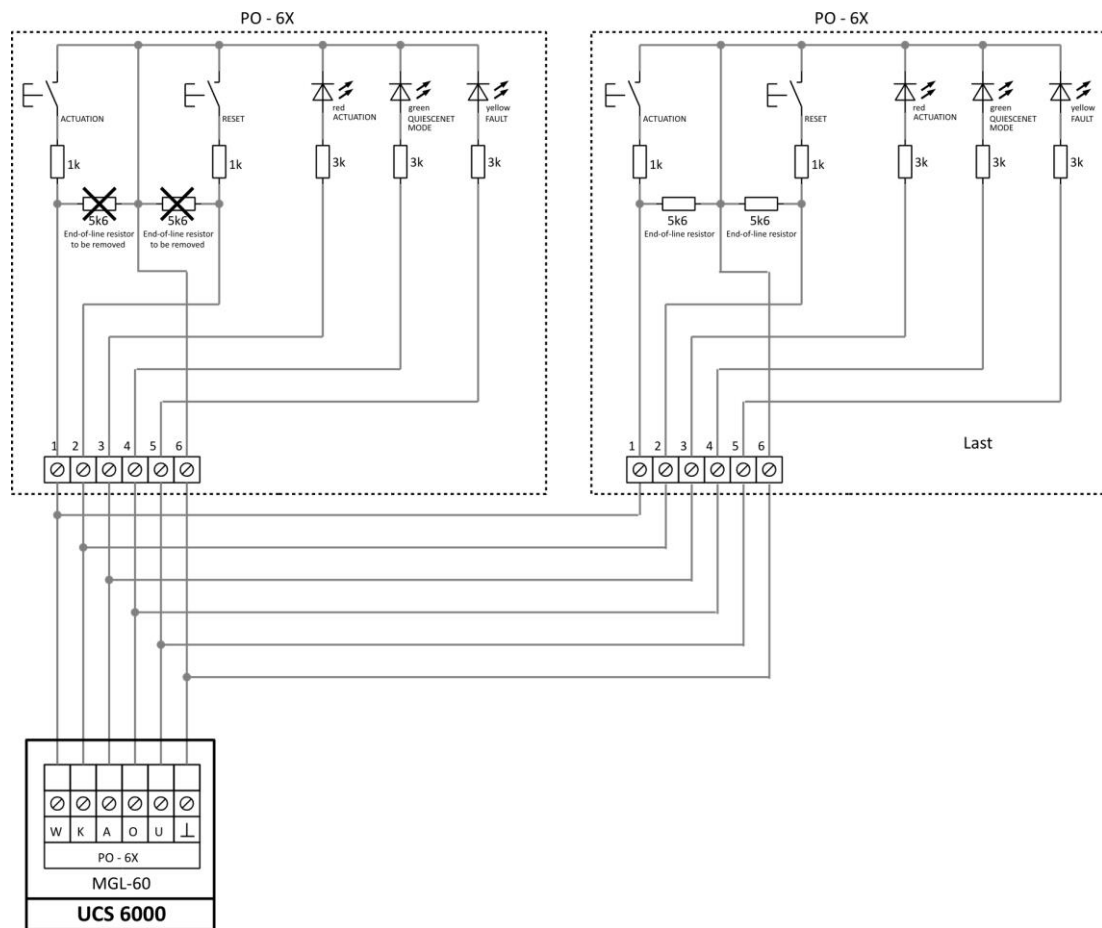 PO - 6X
PO - 6X
ACTUATION
RESET
red
ACTUATION
green
QUIESCENET
MODE
yellow
FAULT
1k
1k
3k
3k
3k
5k6
End-of-line resistor
to be removed
5k6
End-of-line resistor
to be removed
1 2 3 4 5 6
ACTUATION
RESET
red
ACTUATION
green
QUIESCENET
MODE
yellow
FAULT
1k
1k
3k
3k
3k
5k6
End-of-line resistor
5k6
End-of-line resistor
Last
1 2 3 4 5 6
W K A O U ⊥
PO - 6X
MGL-60
UCS 6000